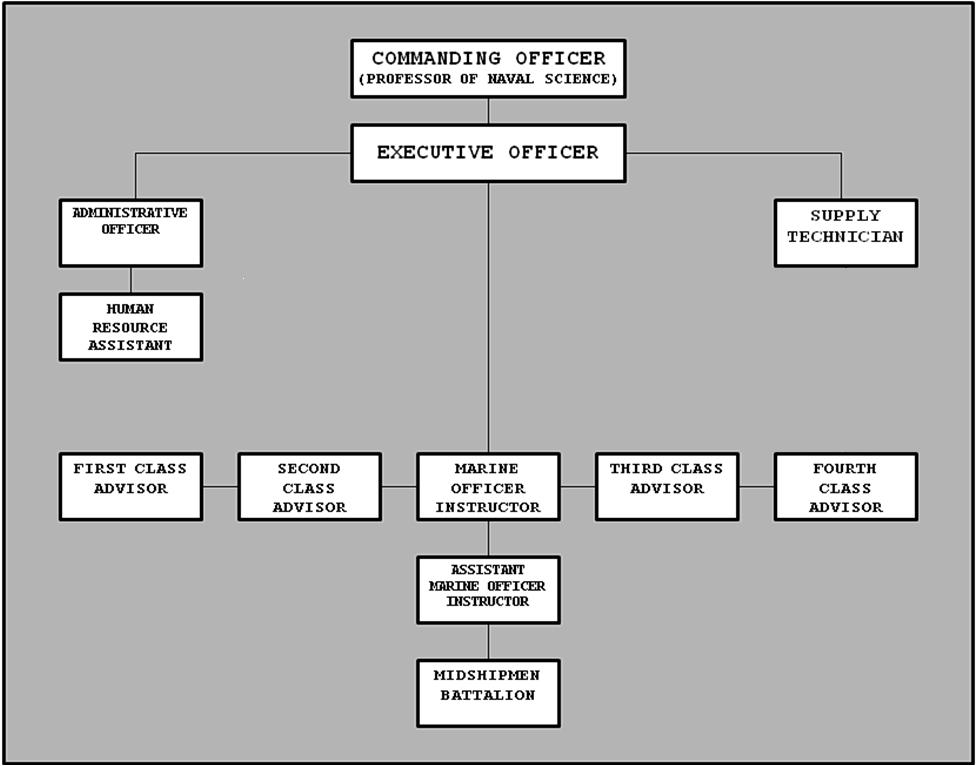 COMMANDING OFFICER
(PROFESSOR OF NAVAL SCIENCE)
EXECUTIVE OFFICER
ADMINISTRATIVE
OFFICER
SUPPLY
TECHNICIAN
HUMAN
RESOURCE
ASSISTANT
FIRST CLASS
ADVISOR
SECOND
CLASS
ADVISOR
MARINE
OFFICER
INSTRUCTOR
THIRD CLASS
ADVISOR
FOURTH
CLASS
ADVISOR
ASSISTANT
MARINE OFFICER
INSTRUCTOR
MIDSHIPMEN
BATTALION